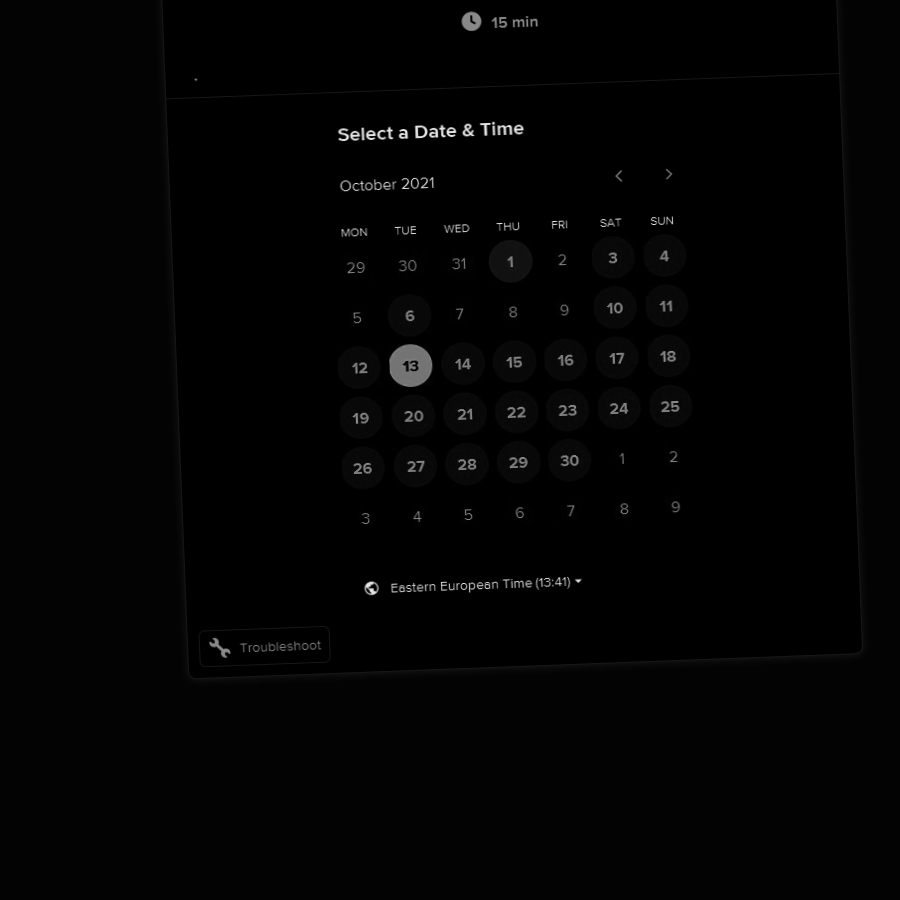 15 min
.
Select a Date & Time
October 2021
MON TUE WED THU FRI SAT SUN
29 30 31 1 2 3 4
5 6 7 8 9 10 11
12 13 14 15 16 17 18
19 20 21 22 23 24 25
26 27 28 29 30 1 2
3 4 5 6 7 8 9
Eastern European Time (13:41)
Troubleshoot